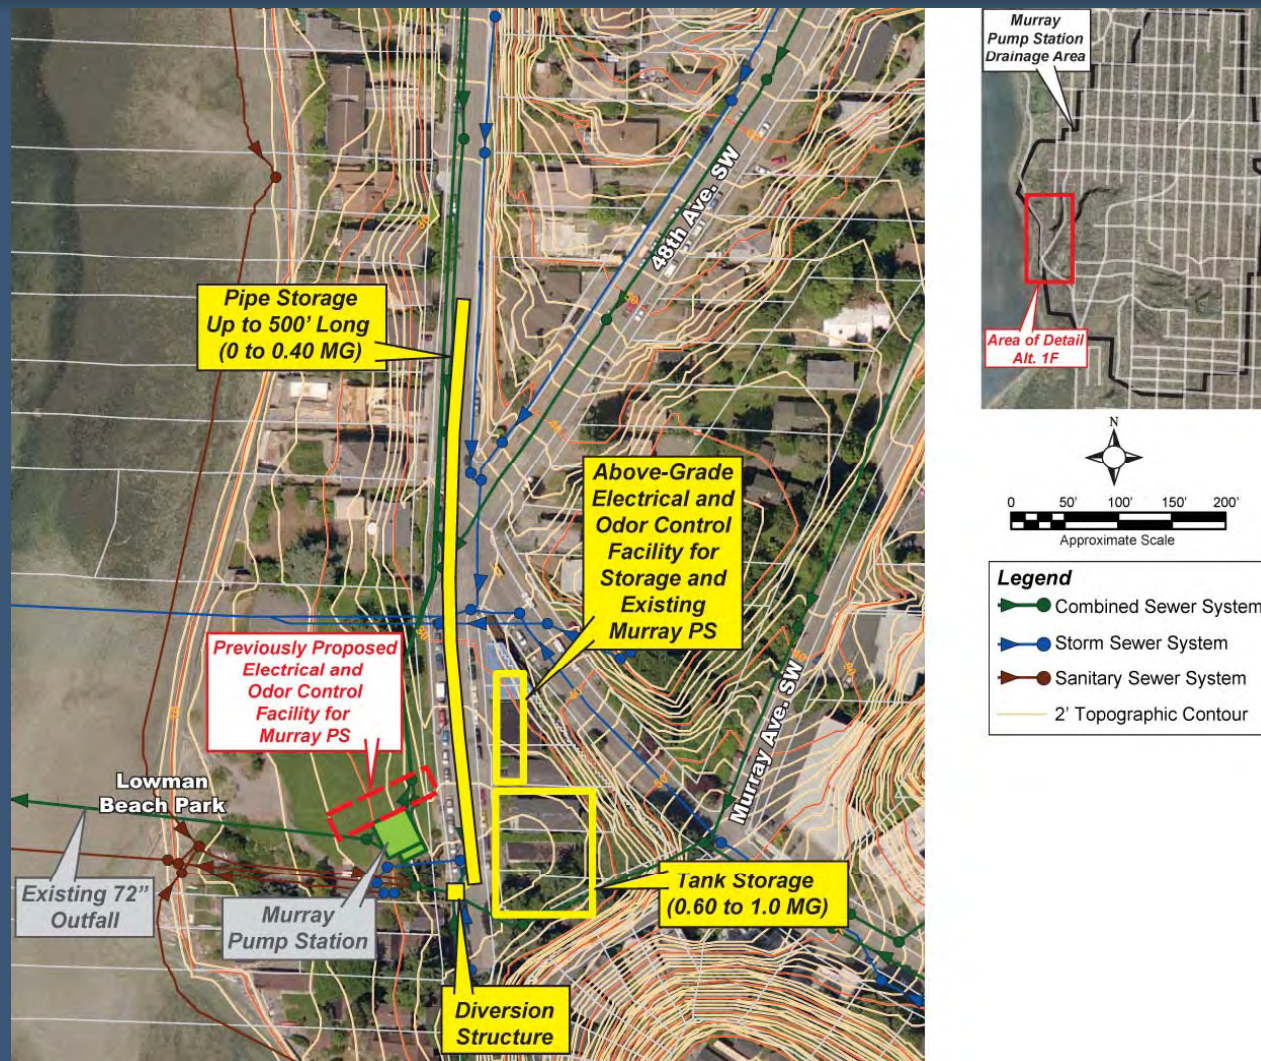 Pipe Storage
Up to 500' Long
(0 to 0.40 MG)
48th Ave. SW
Above-Grade
Electrical and
Odor Control
Facility for
Storage and
Existing
Murray PS
Previously Proposed
Electrical and
Odor Control
Facility for
Murray PS
Murray Ave. SW
Lowman
Beach Park
Existing 72”
Outfall
Murray
Pump Station
Tank Storage
(0.60 to 1.0 MG)
Diversion
Structure
Murray
Pump Station
Drainage Area
Area of Detail
Alt. 1F
N
0 50' 100' 150' 200'
Approximate Scale
Legend
Combined Sewer System
Storm Sewer System
Sanitary Sewer System
2' Topographic Contour